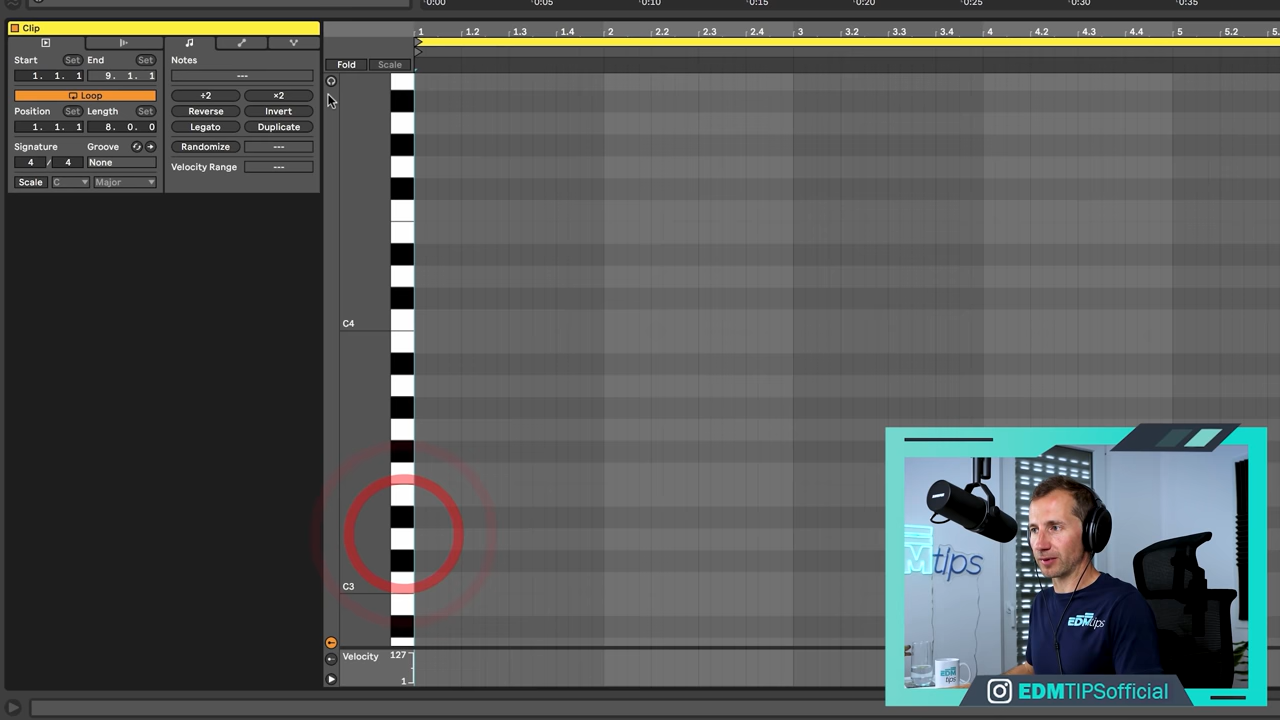 0:00 0:05 0:10 0:15 0:20 0:25 0:30 0:35
Clip
1 1.2 1.3 1.4 2 2.2 2.3 2.4 3 3.2 3.3 3.4 4 4.2 4.3 4.4 5 5.2
Start Set End Set
1. 1. 1 9. 1. 1
Loop
Position Set Length Set
1. 1. 1 8. 0. 0
Signature Groove
4 / 4 None
Scale C Major
Notes
---
÷2 ×2
Reverse Invert
Legato Duplicate
Randomize ---
Velocity Range ---
Fold Scale
C4
C3
Velocity 127
1
Mtips
EDMtips
EDM
tips
EDMTIPSofficial